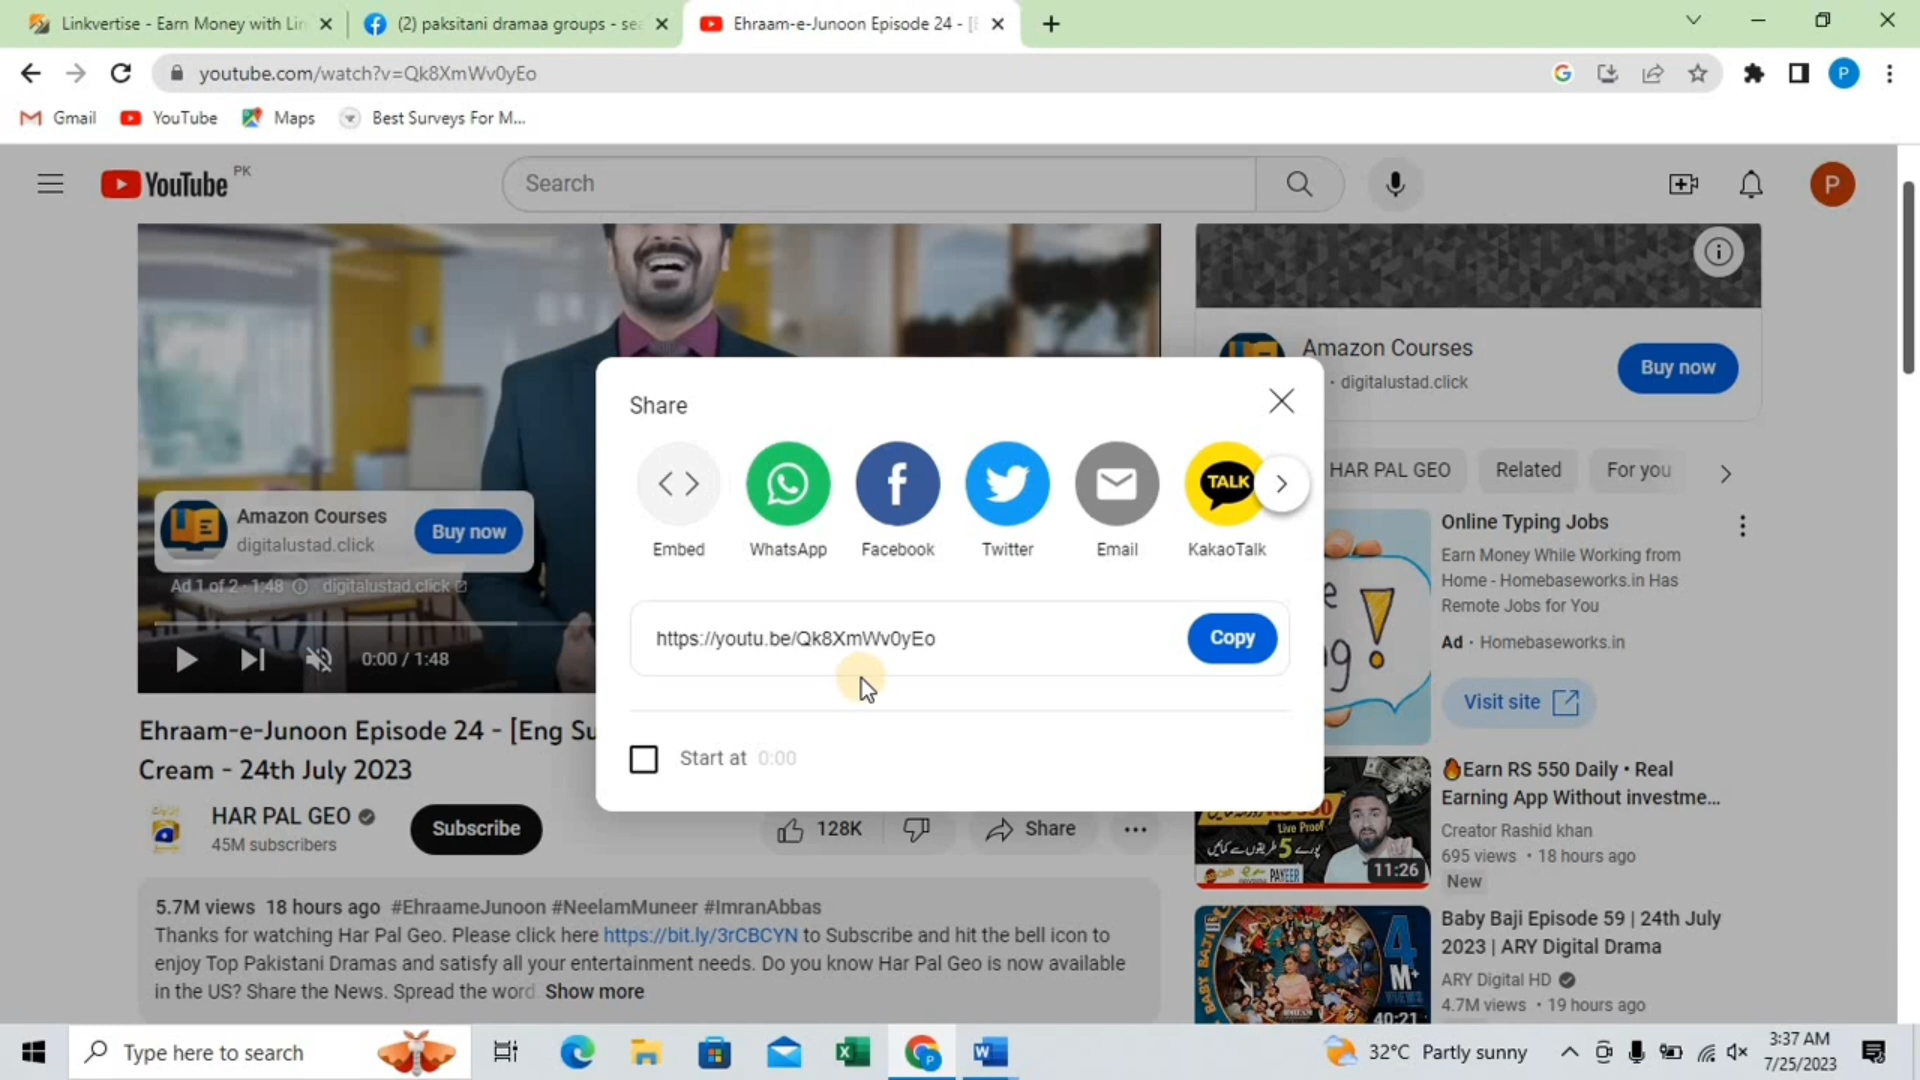 Linkvertise - Earn Money with Lin
(2) paksitani dramaa groups - sea
Ehraam-e-Junoon Episode 24 - [E
youtube.com/watch?v=Qk8XmWv0yEo
P
Gmail
YouTube
Maps
Best Surveys For M...
YouTube PK
Search
P
Amazon Courses
· digitalustad.click
Buy now
Share
TALK
Embed
WhatsApp
Facebook
Twitter
Email
KakaoTalk
https://youtu.be/Qk8XmWv0yEo
Copy
Start at 0:00
Amazon Courses
digitalustad.click
Buy now
Ad 1 of 2 · 1:48
digitalustad.click
0:00 / 1:48
HAR PAL GEO
Related
For you
Online Typing Jobs
Earn Money While Working from
Home - Homebaseworks.in Has
Remote Jobs for You
Ad · Homebaseworks.in
Visit site
Ehraam-e-Junoon Episode 24 - [Eng Su
Cream - 24th July 2023
HAR PAL GEO
45M subscribers
Subscribe
128K
Share
🔥Earn RS 550 Daily • Real
Earning App Without investme...
Creator Rashid khan
695 views • 18 hours ago
New
Live Proof
5
PAYEER
11:26
5.7M views 18 hours ago #EhraameJunoon #NeelamMuneer #ImranAbbas
Thanks for watching Har Pal Geo. Please click here https://bit.ly/3rCBCYN to Subscribe and hit the bell icon to
enjoy Top Pakistani Dramas and satisfy all your entertainment needs. Do you know Har Pal Geo is now available
in the US? Share the News. Spread the word. Show more
Baby Baji Episode 59 | 24th July
2023 | ARY Digital Drama
ARY Digital HD
4.7M views • 19 hours ago
BABY BAJI
4
M+
VIEWS
40:21
Type here to search
32°C Partly sunny
3:37 AM
7/25/2023